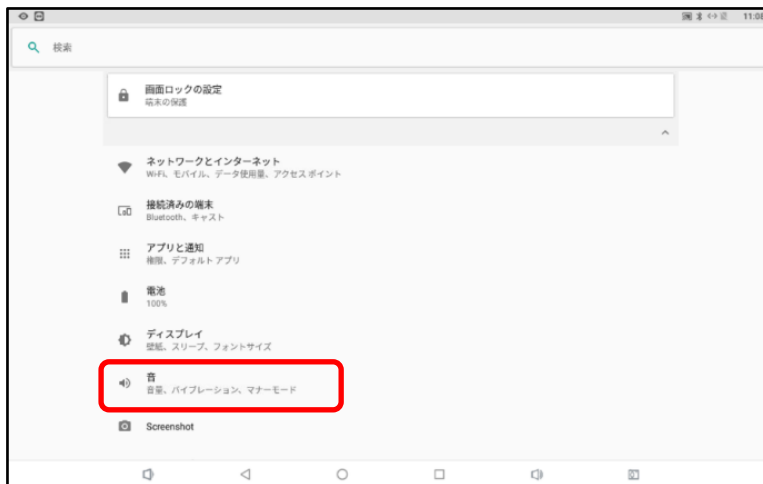 11:08
検索
画面ロックの設定
端末の保護
ネットワークとインターネット
Wi-Fi、モバイル、データ使用量、アクセス ポイント
接続済みの端末
Bluetooth、キャスト
アプリと通知
権限、デフォルト アプリ
電池
100%
ディスプレイ
壁紙、スリープ、フォントサイズ
音
音量、バイブレーション、マナーモード
Screenshot